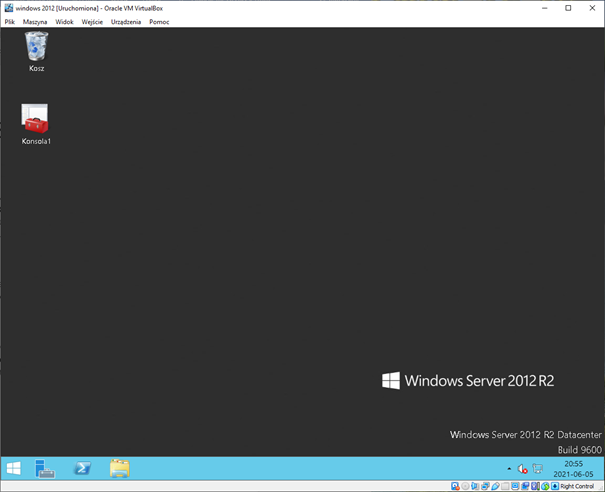 windows 2012 [Uruchomiona] - Oracle VM VirtualBox
Plik Maszyna Widok Wejście Urządzenia Pomoc
Kosz
Konsola1
Windows Server 2012 R2
Windows Server 2012 R2 Datacenter
Build 9600
20:55
2021-06-05
Right Control